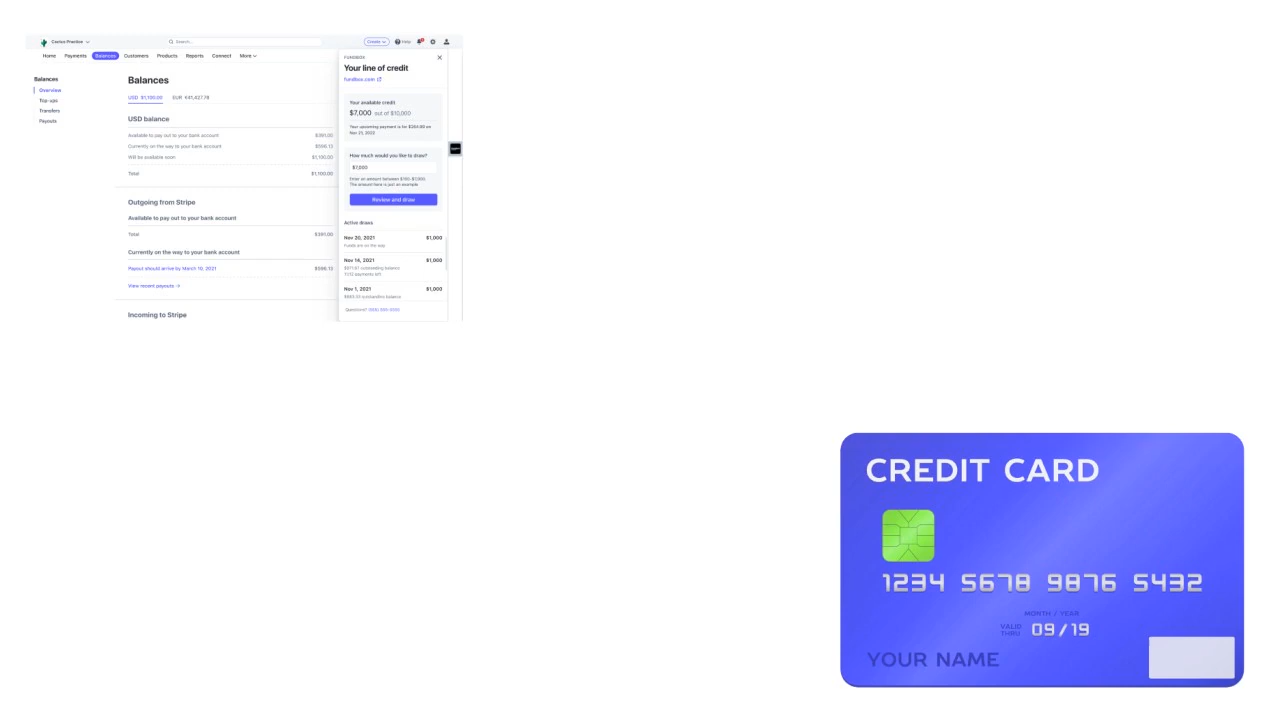 Cactus Practice
Search...
Create
Help
Home Payments Balances Customers Products Reports Connect More
Balances
Overview
Top-ups
Transfers
Payouts
Balances
USD $1,100.00 EUR
USD balance
Available to pay out to your bank account $391.00
Currently on the way to your bank account $598.13
Will be available soon $1,100.00
Total $1,100.00
Outgoing from Stripe
Available to pay out to your bank account
Total $391.00
Currently on the way to your bank account
Payout should arrive by March 10, 2021 $598.13
View recent payouts →
Incoming to Stripe
FUNDBOX
Your line of credit
fundbox.com
Your available credit
$7,000 out of $10,000
Your upcoming payment is for on
Nov 21,
How much would you like to draw?
$7,000
Enter an amount between $100, $7,000.
The amount here is just an example.
Review and draw
Active draws
Nov 20, 2021 $1,000
Funds are on the way
Nov 14, 2021 $1,000
outstanding balance
payments left
Nov 1, 2021 $1,000
outstanding balance
Questions?
CREDIT CARD
1234 5678 9876 5432
MONTH / YEAR
VALID
THRU 09/19
YOUR NAME